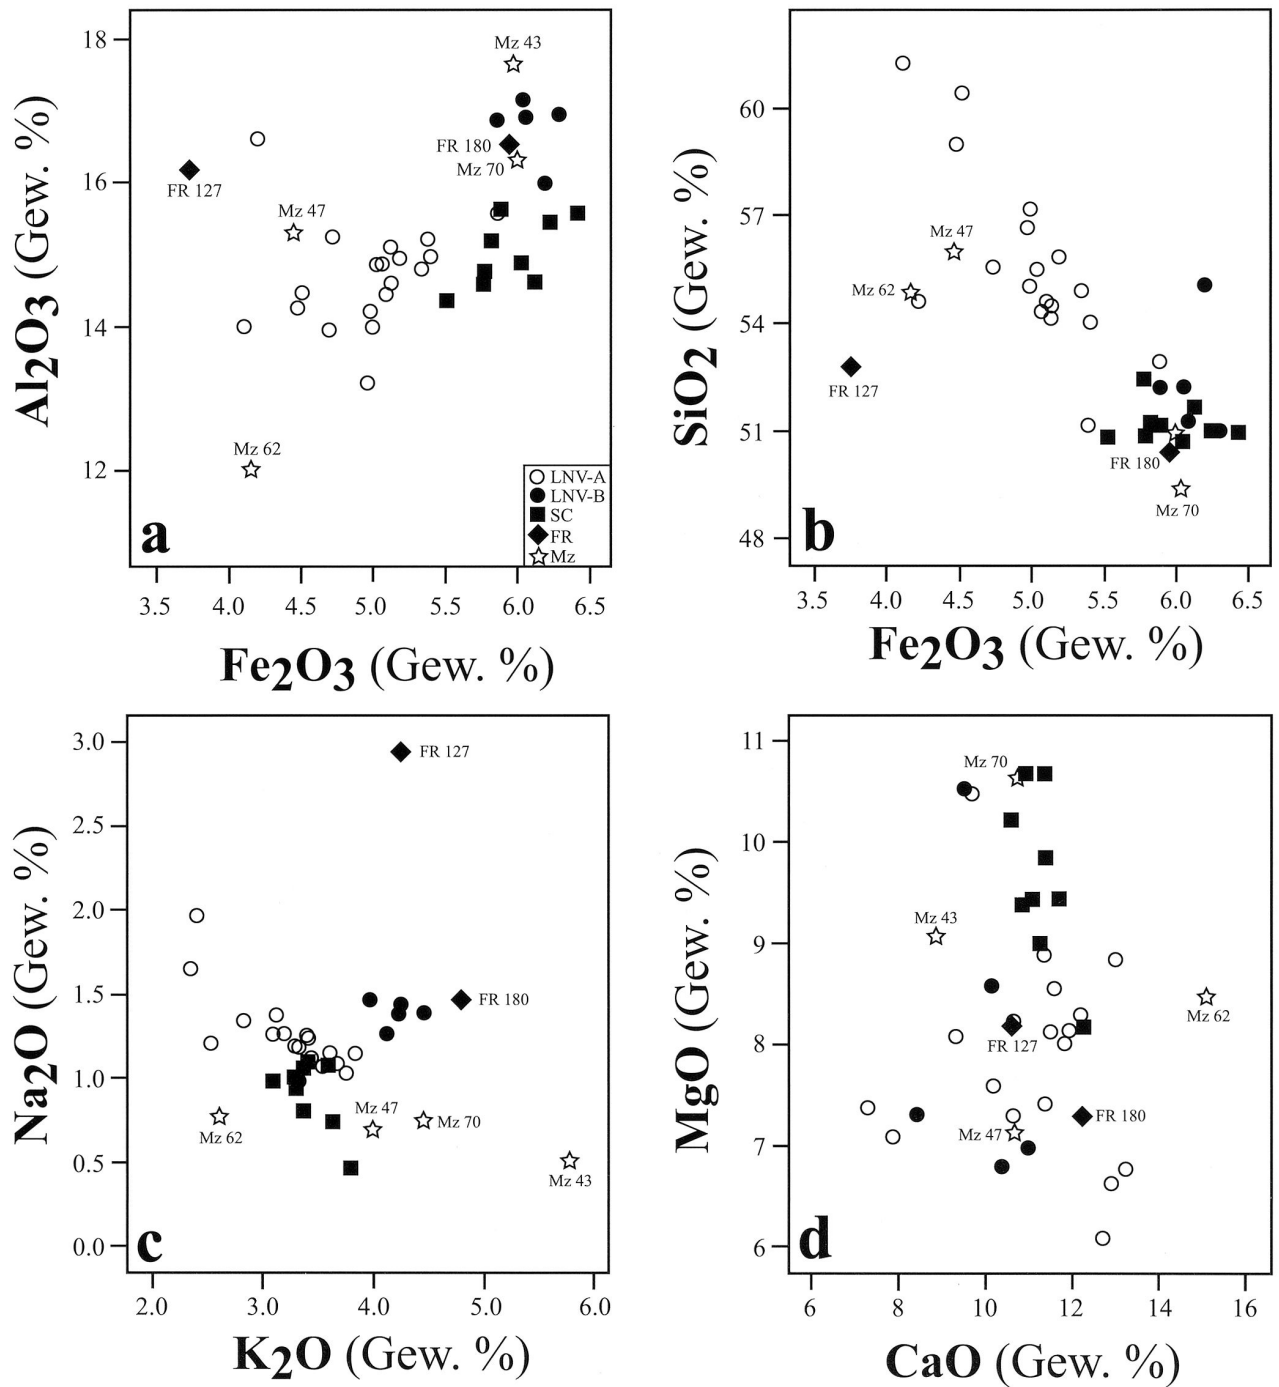 18
16
14
12
Al2O3 (Gew. %)
Mz 43
FR 180
Mz 70
FR 127
Mz 47
Mz 62
LNV-A
LNV-B
SC
FR
Mz
a
3.5 4.0 4.5 5.0 5.5 6.0 6.5
Fe2O3 (Gew. %)
60
57
54
51
48
SiO2 (Gew. %)
Mz 47
Mz 62
FR 127
FR 180
Mz 70
b
3.5 4.0 4.5 5.0 5.5 6.0 6.5
Fe2O3 (Gew. %)
3.0
2.5
2.0
1.5
1.0
0.5
0.0
Na2O (Gew. %)
FR 127
FR 180
Mz 47
Mz 70
Mz 62
Mz 43
c
2.0 3.0 4.0 5.0 6.0
K2O (Gew. %)
11
10
9
8
7
6
MgO (Gew. %)
Mz 70
Mz 43
Mz 62
FR 127
FR 180
Mz 47
d
6 8 10 12 14 16
CaO (Gew. %)